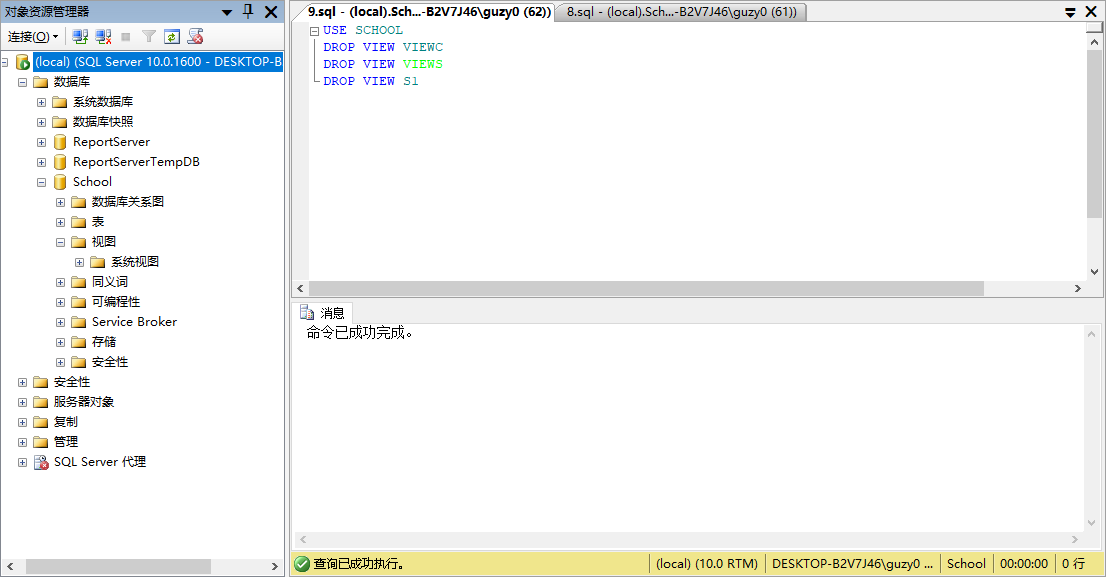 对象资源管理器
连接(O)
(local) (SQL Server 10.0.1600 - DESKTOP-B
数据库
系统数据库
数据库快照
ReportServer
ReportServerTempDB
School
数据库关系图
表
视图
系统视图
同义词
可编程性
Service Broker
存储
安全性
安全性
服务器对象
复制
管理
SQL Server 代理
9.sql - (local).Sch...-B2V7J46\guzy0 (62))
8.sql - (local).Sch...-B2V7J46\guzy0 (61))
USE SCHOOL
DROP VIEW VIEWC
DROP VIEW VIEWS
DROP VIEW S1
消息
命令已成功完成。
查询已成功执行。
(local) (10.0 RTM)
DESKTOP-B2V7J46\guzy0 ...
School
00:00:00
0 行